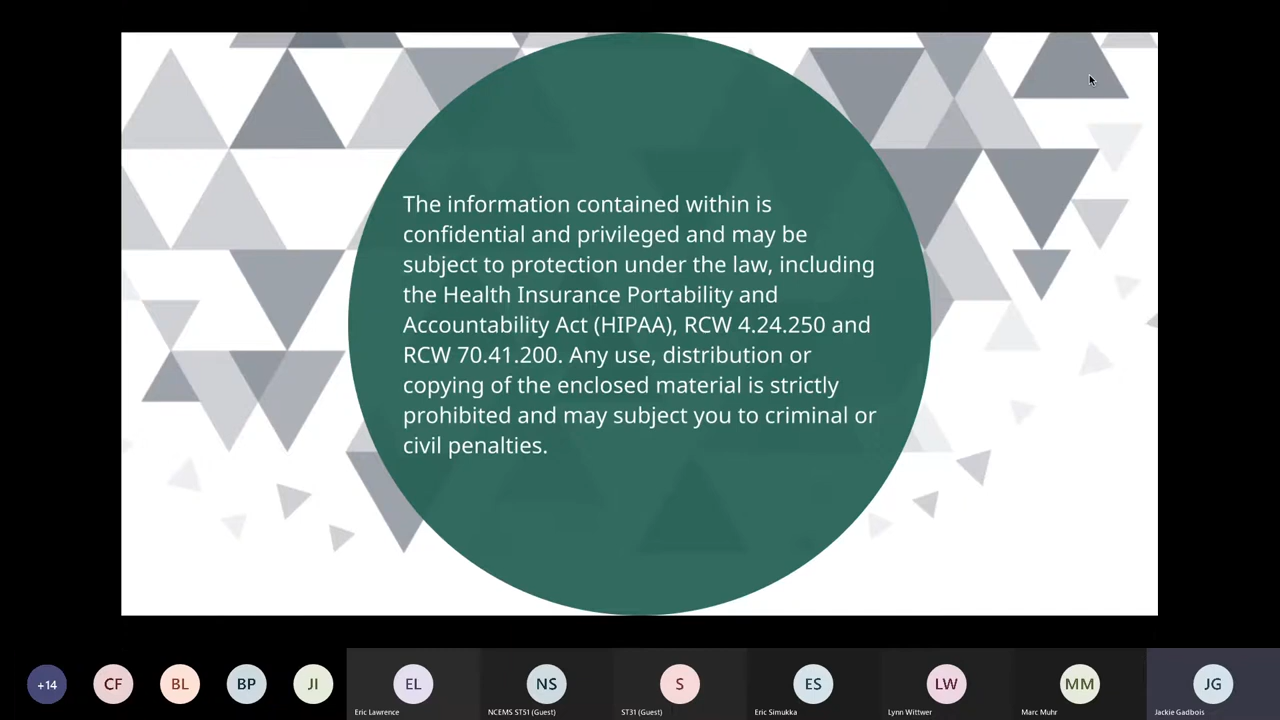 The information contained within is
confidential and privileged and may be
subject to protection under the law, including
the Health Insurance Portability and
Accountability Act (HIPAA), RCW 4.24.250 and
RCW 70.41.200. Any use, distribution or
copying of the enclosed material is strictly
prohibited and may subject you to criminal or
civil penalties.
+14
CF
BL
BP
JI
EL
NS
S
ES
LW
MM
JG
Eric Lawrence
NCEMS ST51 (Guest)
ST31 (Guest)
Eric Simukka
Lynn Wittwer
Marc Muhr
Jackie Gadbois